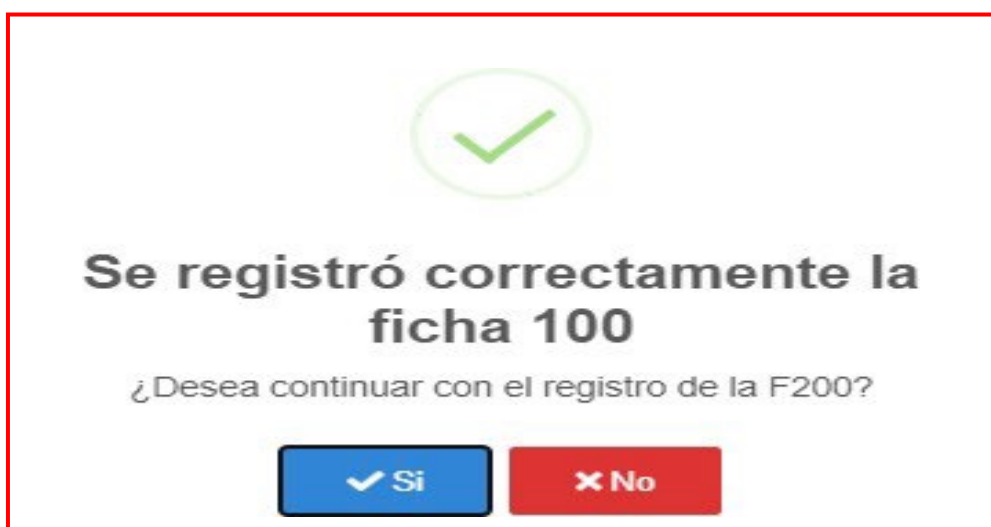 Se registró correctamente la
ficha 100
¿Desea continuar con el registro de la F200?
Si
No